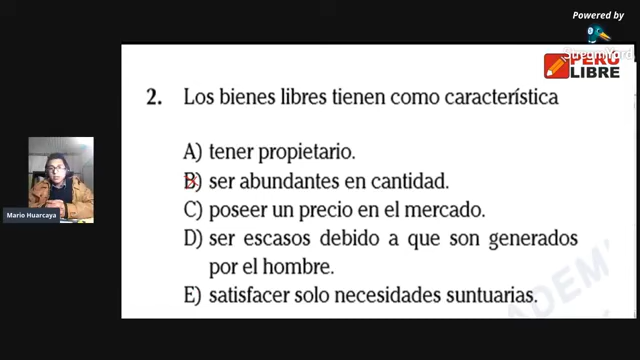 Powered by
StreamYard
PERÚ
LIBRE
2. Los bienes libres tienen como característica
A) tener propietario.
B) ser abundantes en cantidad.
C) poseer un precio en el mercado.
D) ser escasos debido a que son generados
por el hombre.
E) satisfacer solo necesidades suntuarias.
Mario Huarcaya